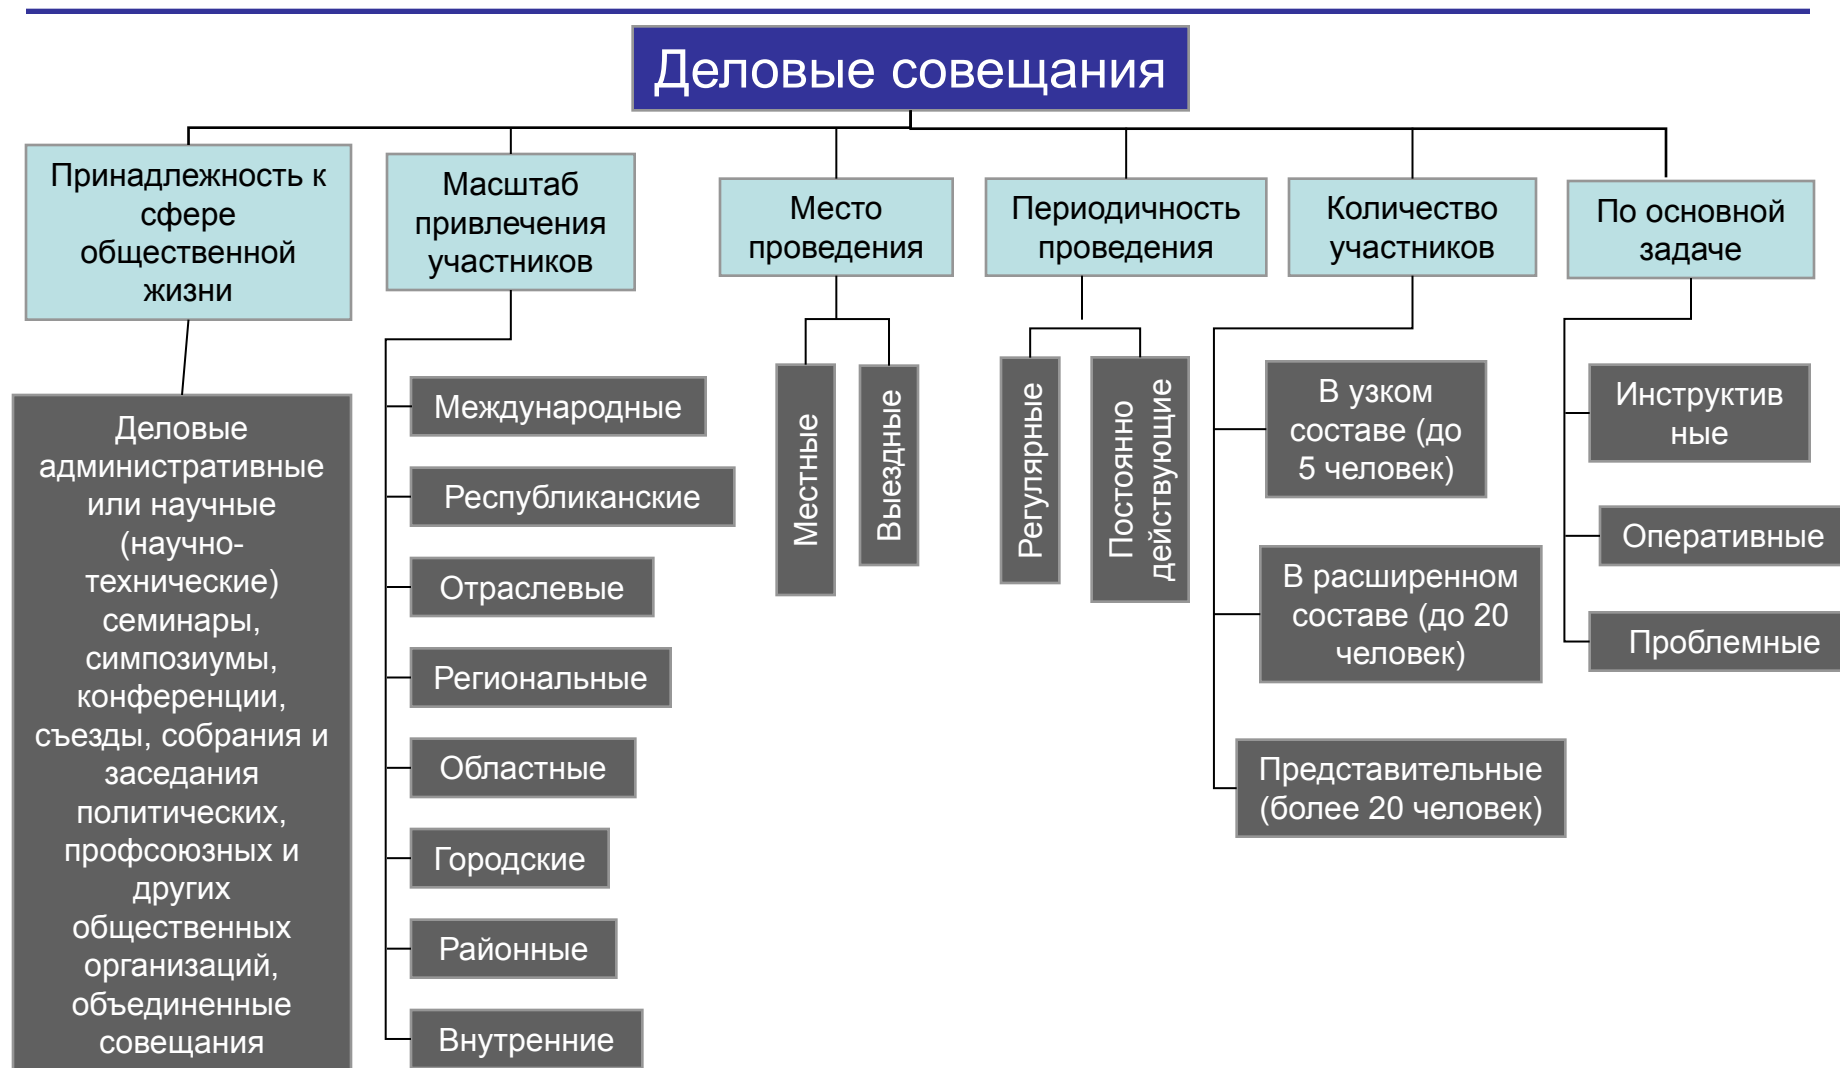 Деловые совещания
Принадлежность к
сфере
общественной
жизни
Масштаб
привлечения
участников
Место
проведения
Периодичность
проведения
Количество
участников
По основной
задаче
Деловые
административные
или научные
(научно-
технические)
семинары,
симпозиумы,
конференции,
съезды, собрания и
заседания
политических,
профсоюзных и
других
общественных
организаций,
объединенные
совещания
Международные
Республиканские
Отраслевые
Региональные
Областные
Городские
Районные
Внутренние
Местные
Выездные
Регулярные
Постоянно
действующие
В узком
составе (до
5 человек)
В расширенном
составе (до 20
человек)
Представительные
(более 20 человек)
Инструктив
ные
Оперативные
Проблемные